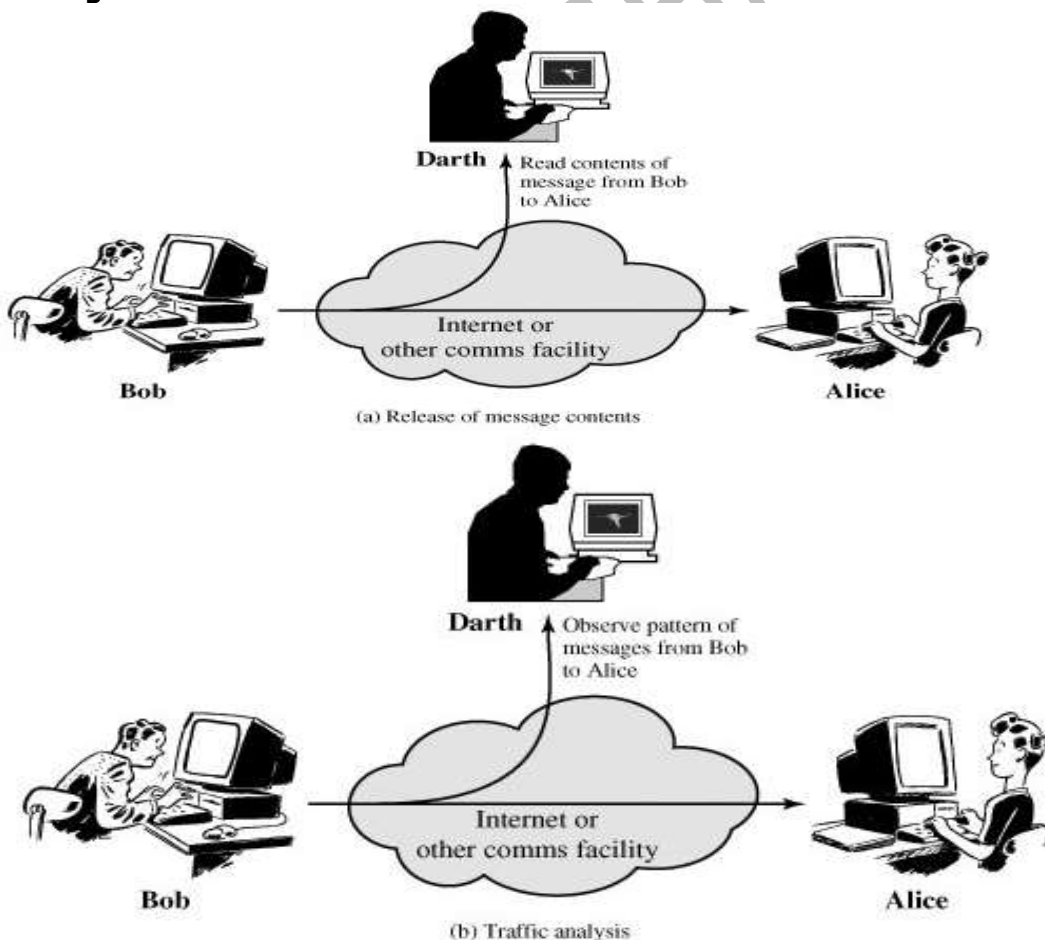 Darth
Read contents of
message from Bob
to Alice
Internet or
other comms facility
Bob
Alice
(a) Release of message contents
Darth
Observe pattern of
messages from Bob
to Alice
Internet or
other comms facility
Bob
Alice
(b) Traffic analysis